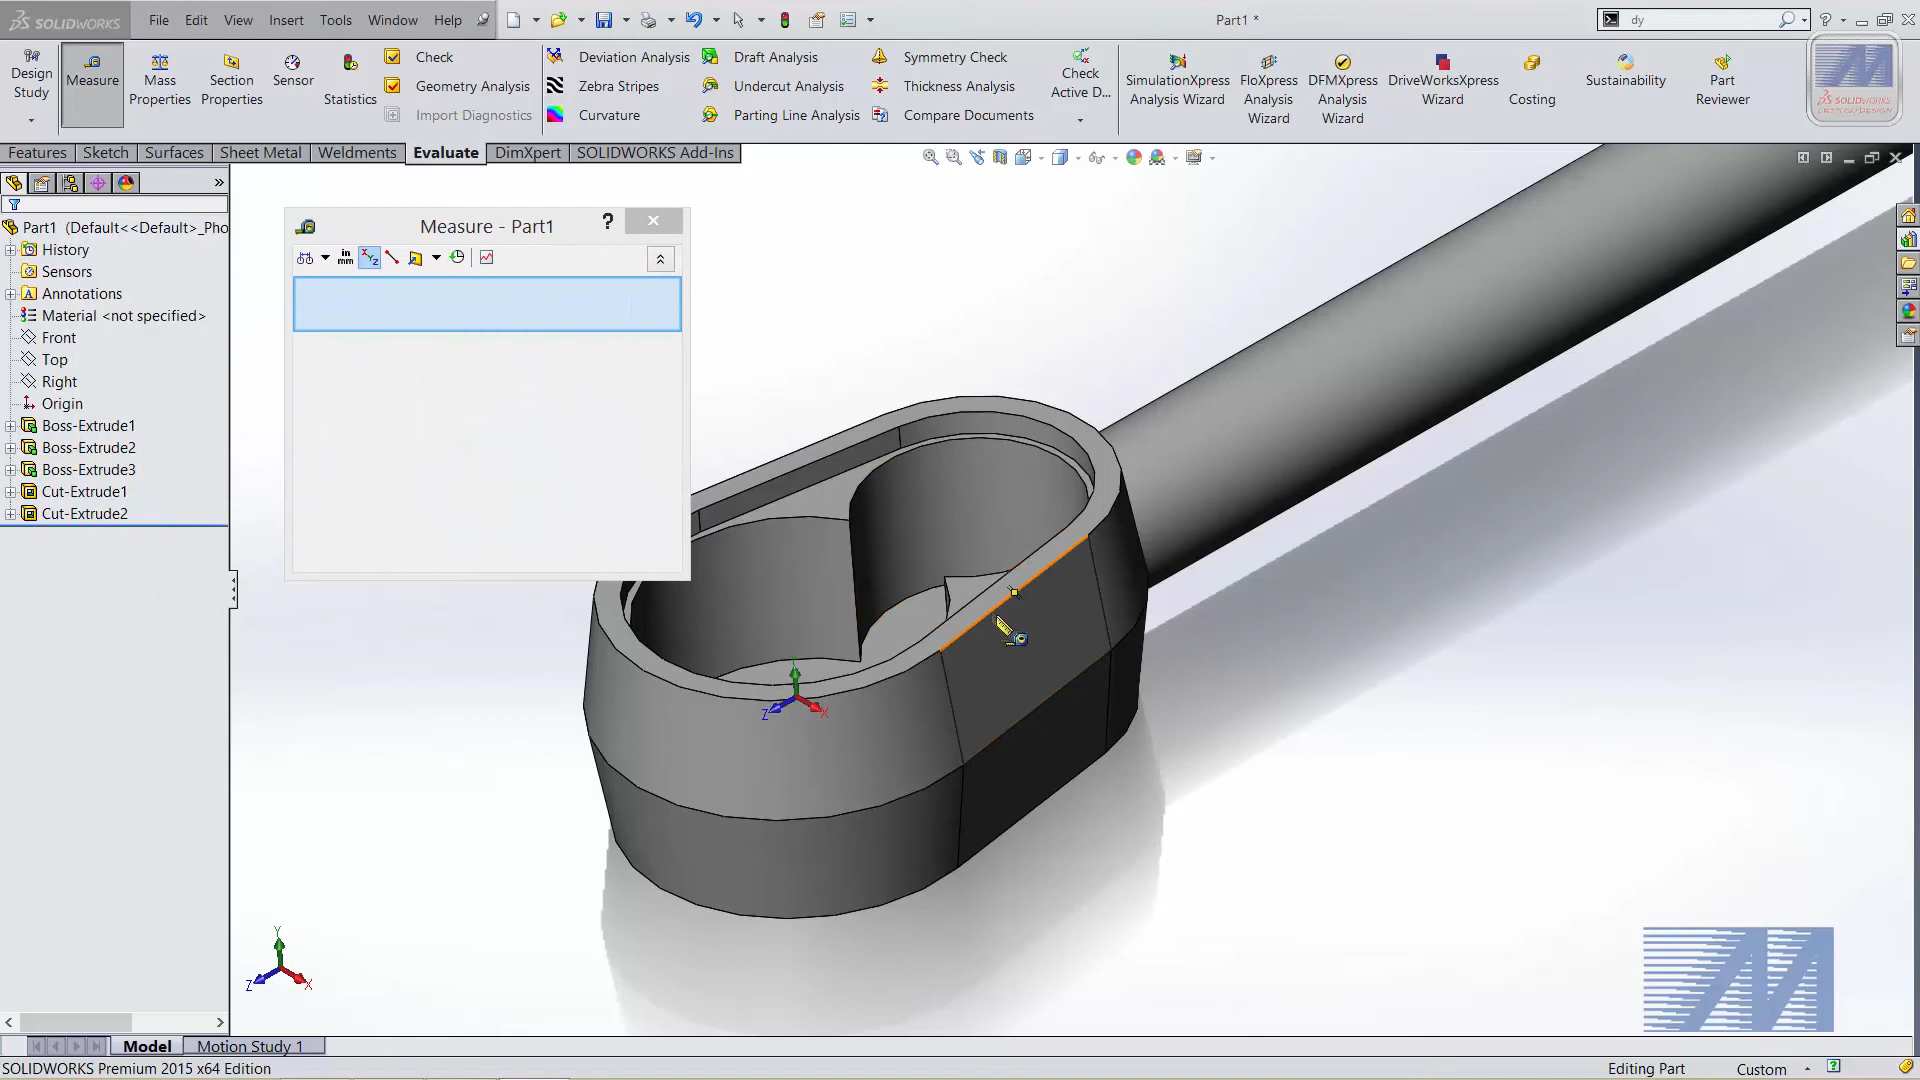 SOLIDWORKS File Edit View Insert Tools Window Help Part1 * dy
Design Study
Measure
Mass Properties
Section Properties
Sensor
Statistics
Check
Geometry Analysis
Import Diagnostics
Deviation Analysis
Zebra Stripes
Curvature
Draft Analysis
Undercut Analysis
Parting Line Analysis
Symmetry Check
Thickness Analysis
Compare Documents
Check Active D...
SimulationXpress Analysis Wizard
FloXpress Analysis Wizard
DFMXpress Analysis Wizard
DriveWorksXpress Wizard
Costing
Sustainability
Part Reviewer
SOLIDWORKS
Features Sketch Surfaces Sheet Metal Weldments Evaluate DimXpert SOLIDWORKS Add-Ins
Part1 (Default<<Default>_Pho
History
Sensors
Annotations
Material <not specified>
Front
Top
Right
Origin
Boss-Extrude1
Boss-Extrude2
Boss-Extrude3
Cut-Extrude1
Cut-Extrude2
Measure - Part1 ?
in
mm
Y
Z X
Y
Z X
Model Motion Study 1
SOLIDWORKS Premium 2015 x64 Edition Editing Part Custom